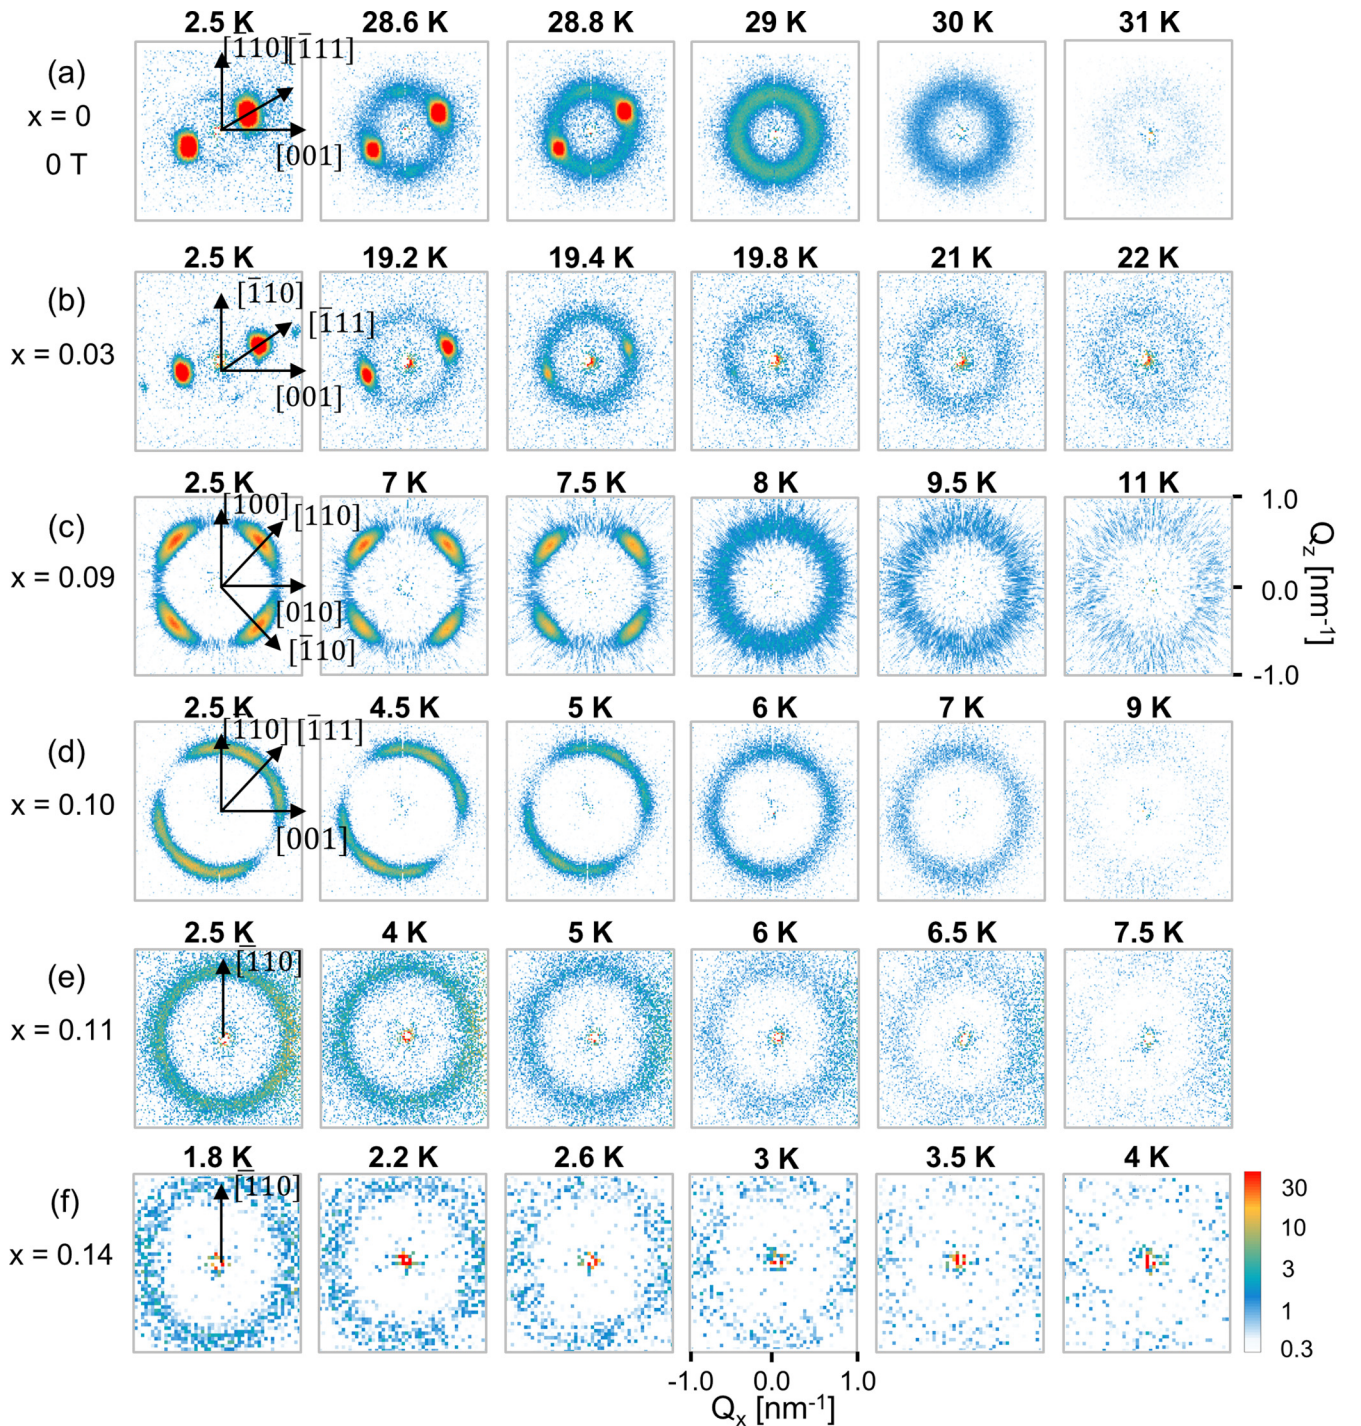 2.5 K 28.6 K 28.8 K 29 K 30 K 31 K
(a)
x = 0
0 T
[1̅10] [1̅11]
[001]
2.5 K 19.2 K 19.4 K 19.8 K 21 K 22 K
(b)
x = 0.03
[1̅10]
[1̅11]
[001]
2.5 K 7 K 7.5 K 8 K 9.5 K 11 K
(c)
x = 0.09
[100]
[110]
[010]
[1̅10]
1.0
0.0
-1.0
Q_z [nm⁻¹]
2.5 K 4.5 K 5 K 6 K 7 K 9 K
(d)
x = 0.10
[1̅10] [1̅11]
[001]
2.5 K 4 K 5 K 6 K 6.5 K 7.5 K
(e)
x = 0.11
[1̅10]
1.8 K 2.2 K 2.6 K 3 K 3.5 K 4 K
(f)
x = 0.14
[1̅10]
30
10
3
1
0.3
-1.0 0.0 1.0
Q_x [nm⁻¹]